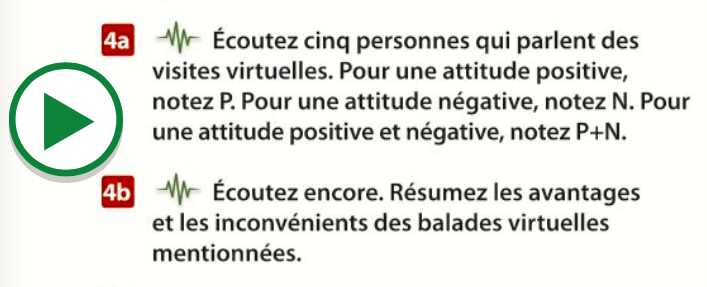 4a Écoutez cinq personnes qui parlent des
visites virtuelles. Pour une attitude positive,
notez P. Pour une attitude négative, notez N. Pour
une attitude positive et négative, notez P+N.
4b Écoutez encore. Résumez les avantages
et les inconvénients des balades virtuelles
mentionnées.